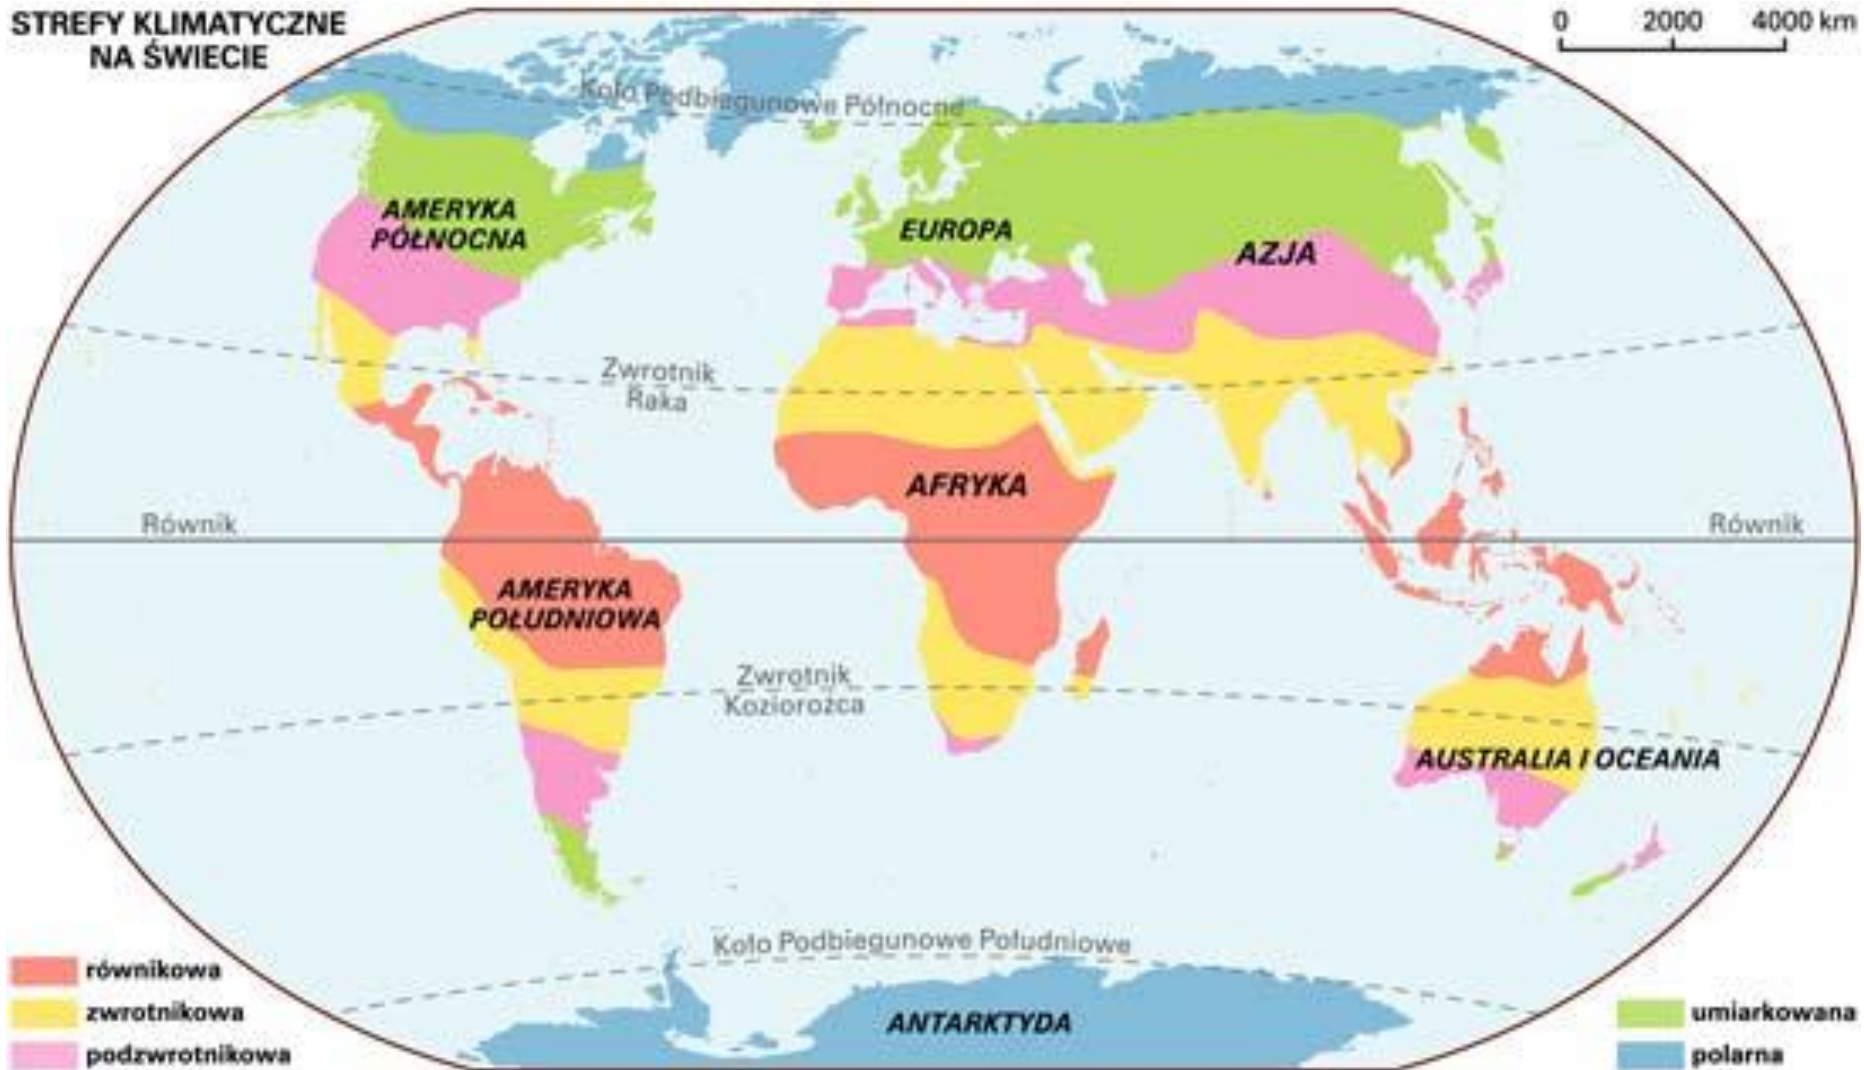 STREFY KLIMATYCZNE
NA ŚWIECIE
0 2000 4000 km
Koło Podbiegunowe Północne
AMERYKA
PÓŁNOCNA
EUROPA
AZJA
Zwrotnik
Raka
AFRYKA
Równik
Równik
AMERYKA
POŁUDNIOWA
Zwrotnik
Koziorożca
AUSTRALIA I OCEANIA
Koło Podbiegunowe Południowe
ANTARKTYDA
równikowa
zwrotnikowa
podzwrotnikowa
umiarkowana
polarna